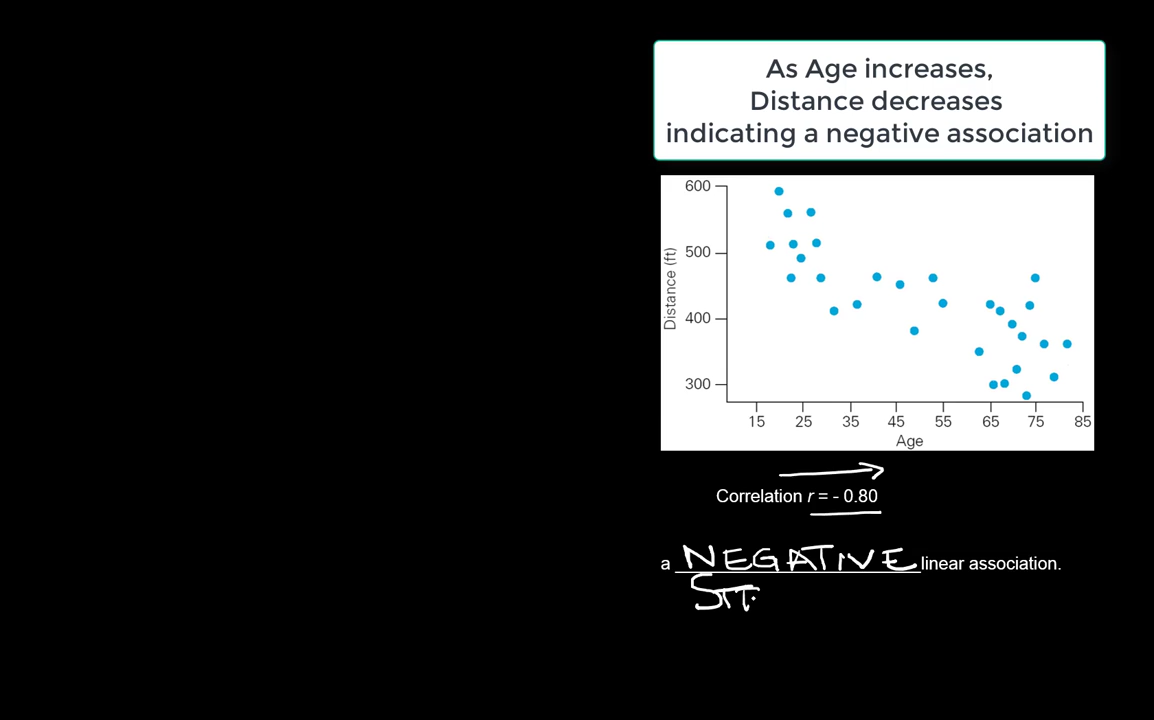 As Age increases,
Distance decreases
indicating a negative association
600
500
400
300
Distance (ft)
15 25 35 45 55 65 75 85
Age
Correlation r = - 0.80
a NEGATIVE linear association.